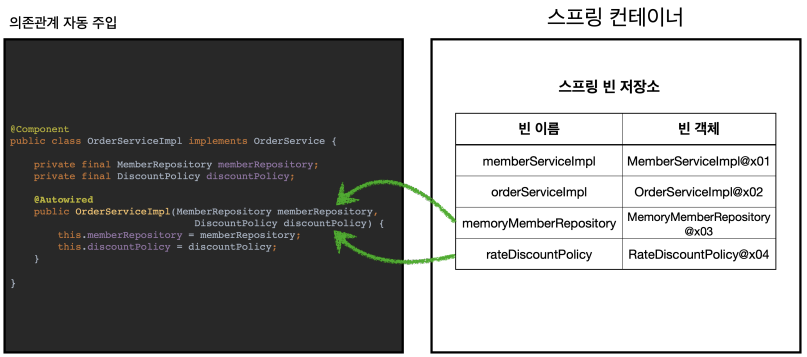 의존관계 자동 주입
@Component
public class OrderServiceImpl implements OrderService {
private final MemberRepository memberRepository;
private final DiscountPolicy discountPolicy;
@Autowired
public OrderServiceImpl(MemberRepository memberRepository,
DiscountPolicy discountPolicy) {
this.memberRepository = memberRepository;
this.discountPolicy = discountPolicy;
}
}
스프링 컨테이너
스프링 빈 저장소
빈 이름 빈 객체
memberServiceImpl MemberServiceImpl@x01
orderServiceImpl OrderServiceImpl@x02
memoryMemberRepository MemoryMemberRepository
@x03
rateDiscountPolicy RateDiscountPolicy@x04